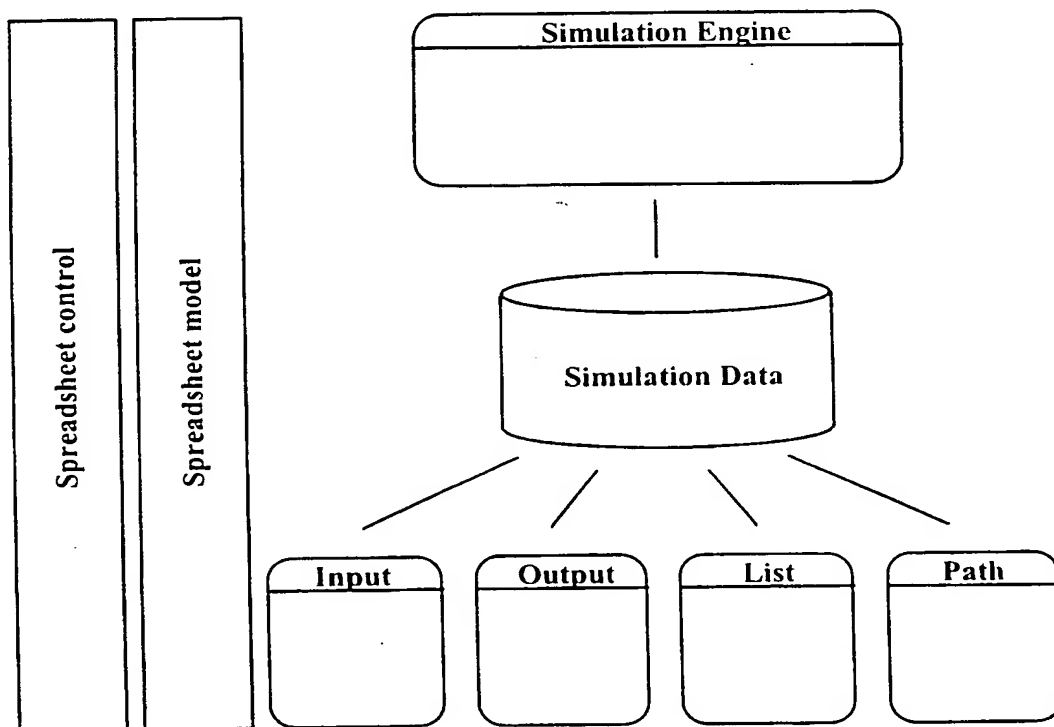 Spreadsheet control
Spreadsheet model
Simulation Engine
Simulation Data
Input
Output
List
Path